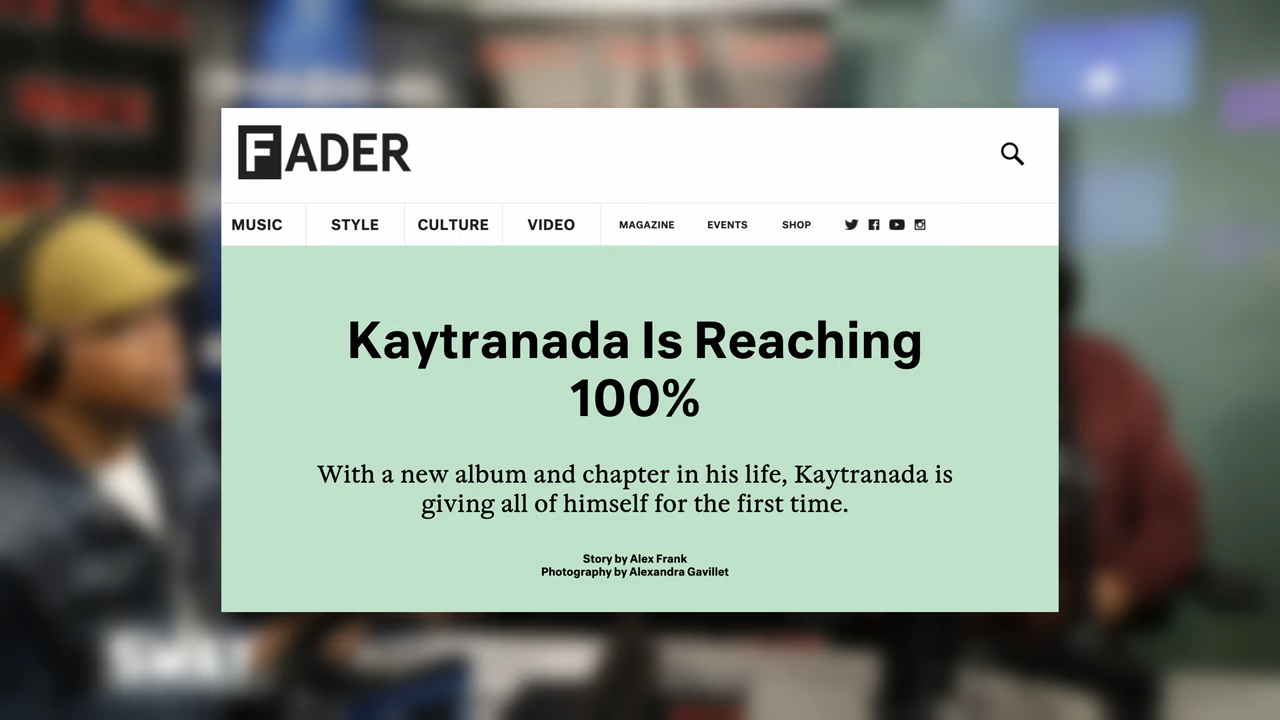 FADER
MUSIC STYLE CULTURE VIDEO MAGAZINE EVENTS SHOP
Kaytranada Is Reaching
100%
With a new album and chapter in his life, Kaytranada is
giving all of himself for the first time.
Story by Alex Frank
Photography by Alexandra Gavillet